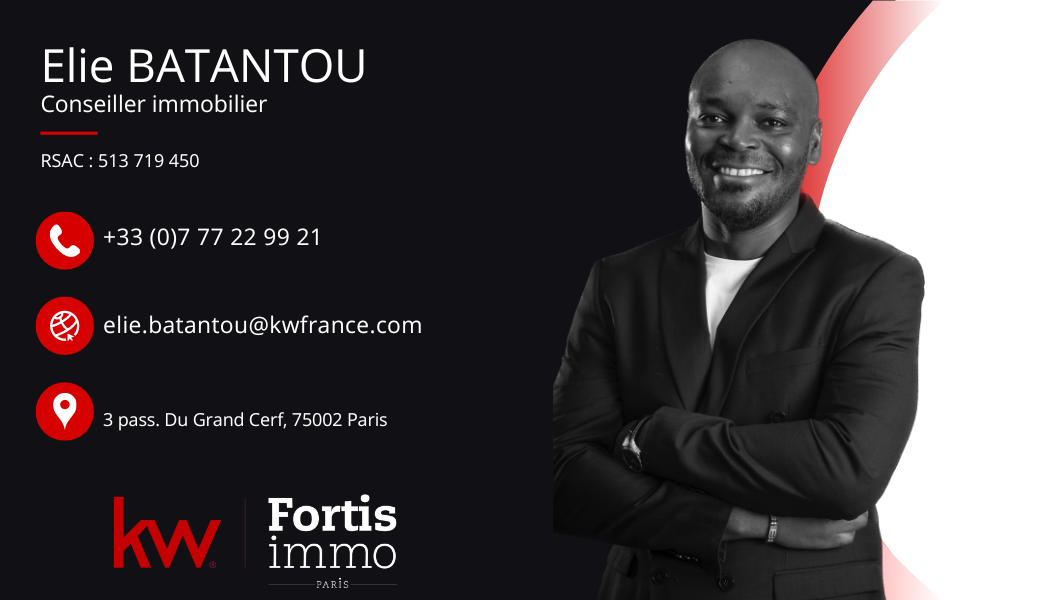 Elie BATANTOU
Conseiller immobilier
RSAC : 513 719 450
+33 (0)7 77 22 99 21
elie.batantou@kwfrance.com
3 pass. Du Grand Cerf, 75002 Paris
kw®
Fortis
immo
PARIS